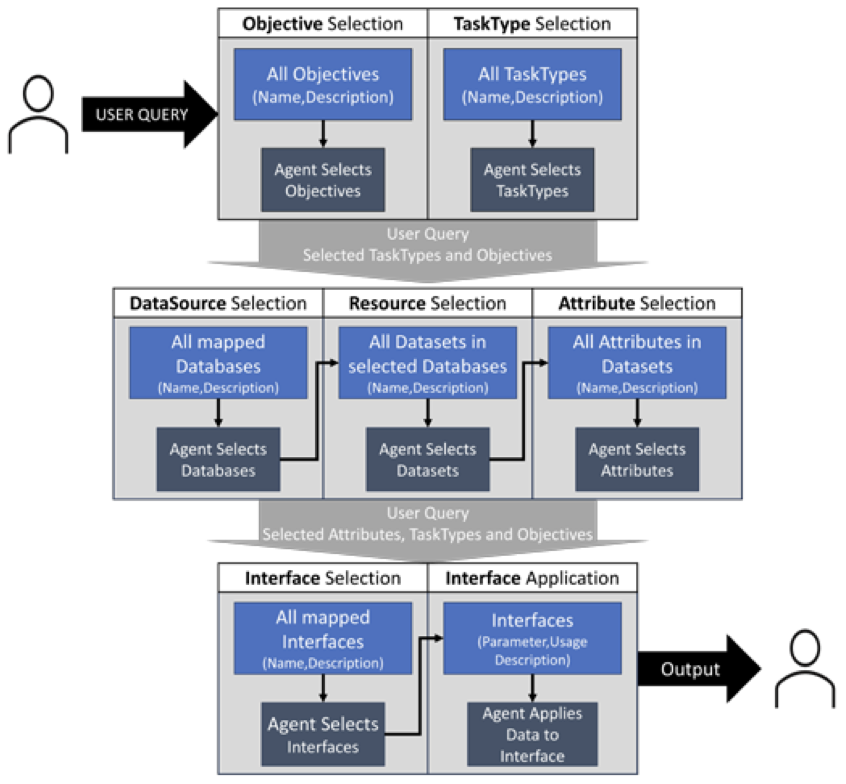 Objective Selection
TaskType Selection
All Objectives
(Name,Description)
All TaskTypes
(Name,Description)
USER QUERY
Agent Selects
Objectives
Agent Selects
TaskTypes
User Query
Selected TaskTypes and Objectives
DataSource Selection
Resource Selection
Attribute Selection
All mapped
Databases
(Name,Description)
All Datasets in
selected Databases
(Name,Description)
All Attributes in
Datasets
(Name,Description)
Agent Selects
Databases
Agent Selects
Datasets
Agent Selects
Attributes
User Query
Selected Attributes, TaskTypes and Objectives
Interface Selection
Interface Application
All mapped
Interfaces
(Name,Description)
Interfaces
(Parameter,Usage
Description)
Output
Agent Selects
Interfaces
Agent Applies
Data to
Interface